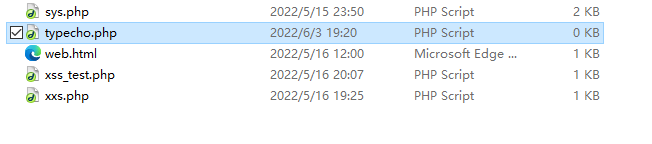 sys.php 2022/5/15 23:50 PHP Script 2 KB
typecho.php 2022/6/3 19:20 PHP Script 0 KB
web.html 2022/5/16 12:00 Microsoft Edge ... 1 KB
xss_test.php 2022/5/16 20:07 PHP Script 1 KB
xxs.php 2022/5/16 19:25 PHP Script 1 KB